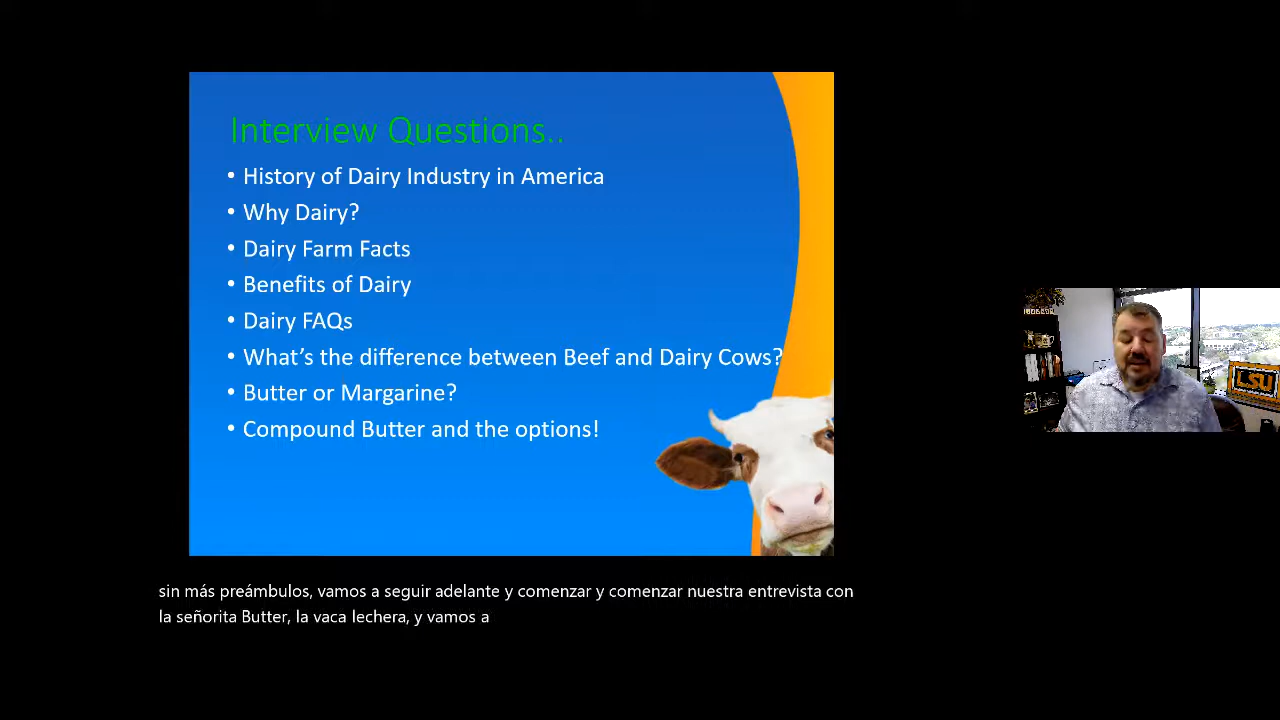 Interview Questions..
• History of Dairy Industry in America
• Why Dairy?
• Dairy Farm Facts
• Benefits of Dairy
• Dairy FAQs
• What's the difference between Beef and Dairy Cows?
• Butter or Margarine?
• Compound Butter and the options!
LSU
sin más preámbulos, vamos a seguir adelante y comenzar y comenzar nuestra entrevista con
la señorita Butter, la vaca lechera, y vamos a